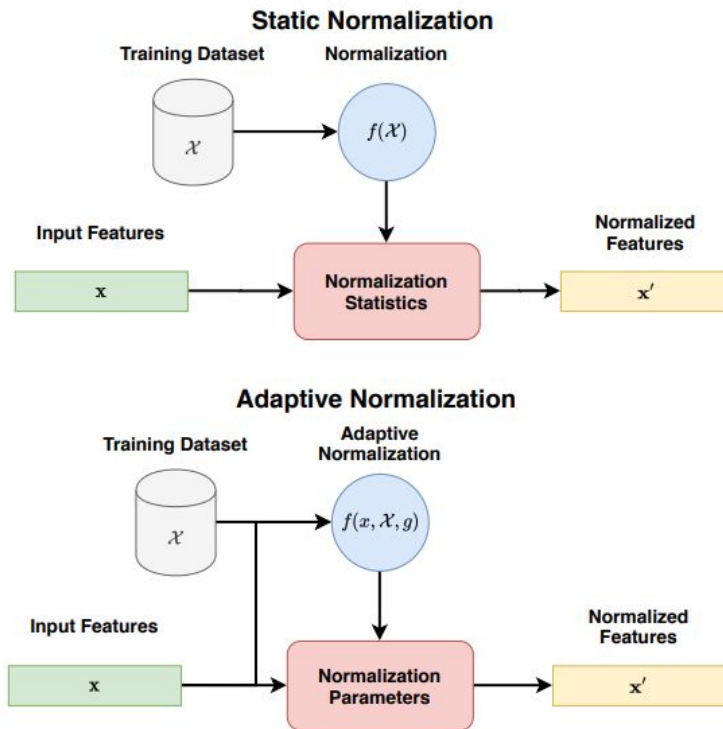 Static Normalization
Training Dataset
Normalization
𝒳
f(𝒳)
Input Features
Normalized
Features
x
Normalization
Statistics
x′
Adaptive Normalization
Training Dataset
Adaptive
Normalization
𝒳
f(x, 𝒳, g)
Input Features
Normalized
Features
x
Normalization
Parameters
x′